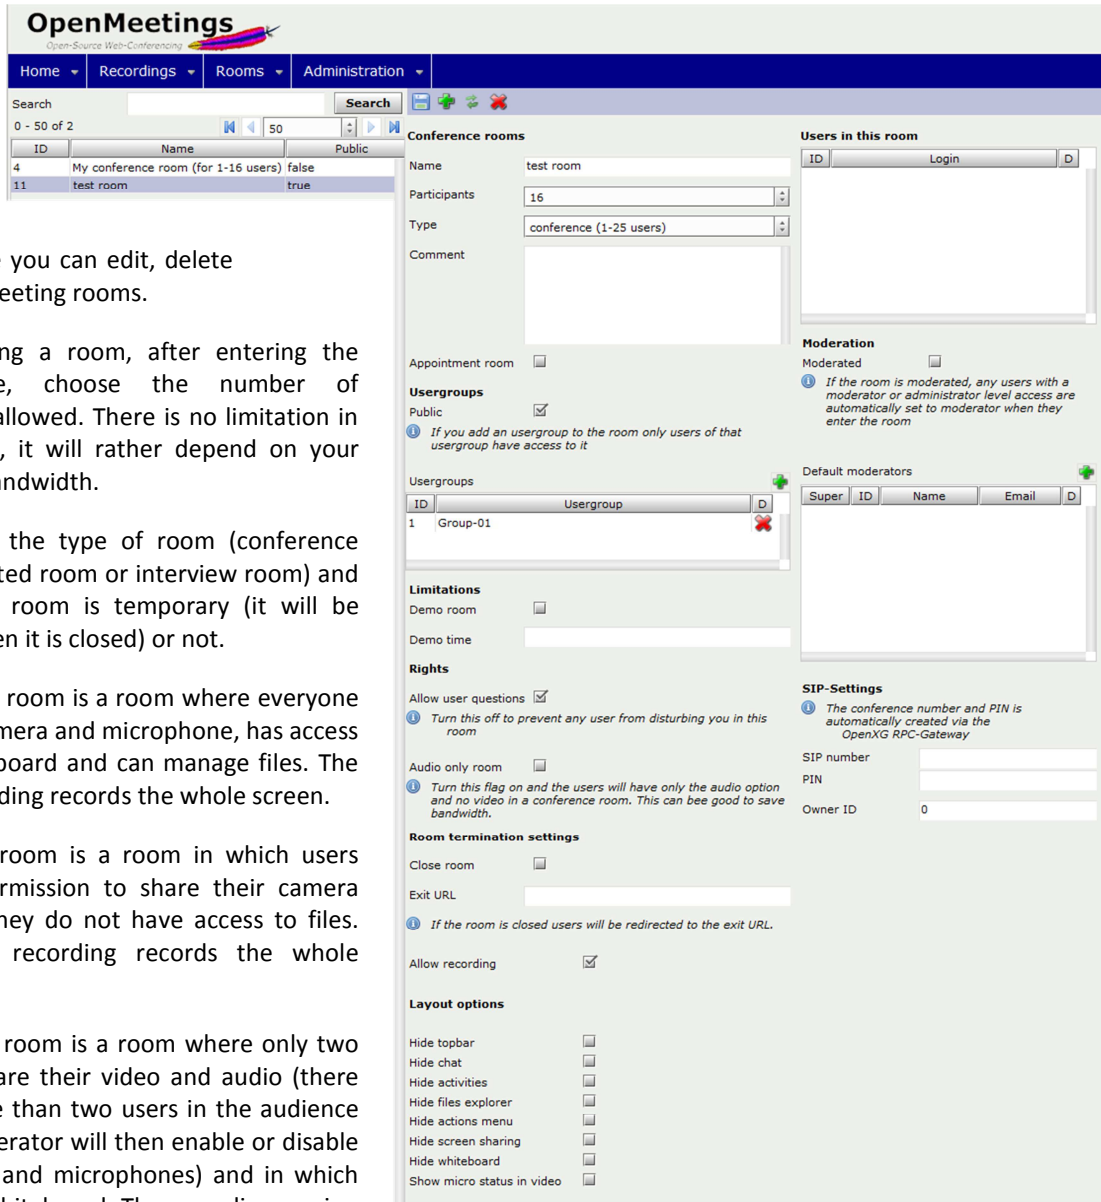 OpenMeetings
Open-Source Web-Conferencing
Home Recordings Rooms Administration
Search Search
0 - 50 of 2 50
ID Name Public
4 My conference room (for 1-16 users) false
11 test room true
you can edit, delete
eeting rooms.
ng a room, after entering the
e, choose the number of
allowed. There is no limitation in
, it will rather depend on your
andwidth.
the type of room (conference
ted room or interview room) and
room is temporary (it will be
en it is closed) or not.
room is a room where everyone
mera and microphone, has access
board and can manage files. The
ding records the whole screen.
room is a room in which users
ermission to share their camera
hey do not have access to files.
recording records the whole
room is a room where only two
are their video and audio (there
e than two users in the audience
erator will then enable or disable
and microphones) and in which
Conference rooms
Name test room
Participants 16
Type conference (1-25 users)
Comment
Appointment room
Usergroups
Public
If you add an usergroup to the room only users of that
usergroup have access to it
Usergroups
ID Usergroup D
1 Group-01
Limitations
Demo room
Demo time
Rights
Allow user questions
Turn this off to prevent any user from disturbing you in this
room
Audio only room
Turn this flag on and the users will have only the audio option
and no video in a conference room. This can bee good to save
bandwidth.
Room termination settings
Close room
Exit URL
If the room is closed users will be redirected to the exit URL.
Allow recording
Layout options
Hide topbar
Hide chat
Hide activities
Hide files explorer
Hide actions menu
Hide screen sharing
Hide whiteboard
Show micro status in video
Users in this room
ID Login D
Moderation
Moderated
If the room is moderated, any users with a
moderator or administrator level access are
automatically set to moderator when they
enter the room
Default moderators
Super ID Name Email D
SIP-Settings
The conference number and PIN is
automatically created via the
OpenXG RPC-Gateway
SIP number
PIN
Owner ID 0